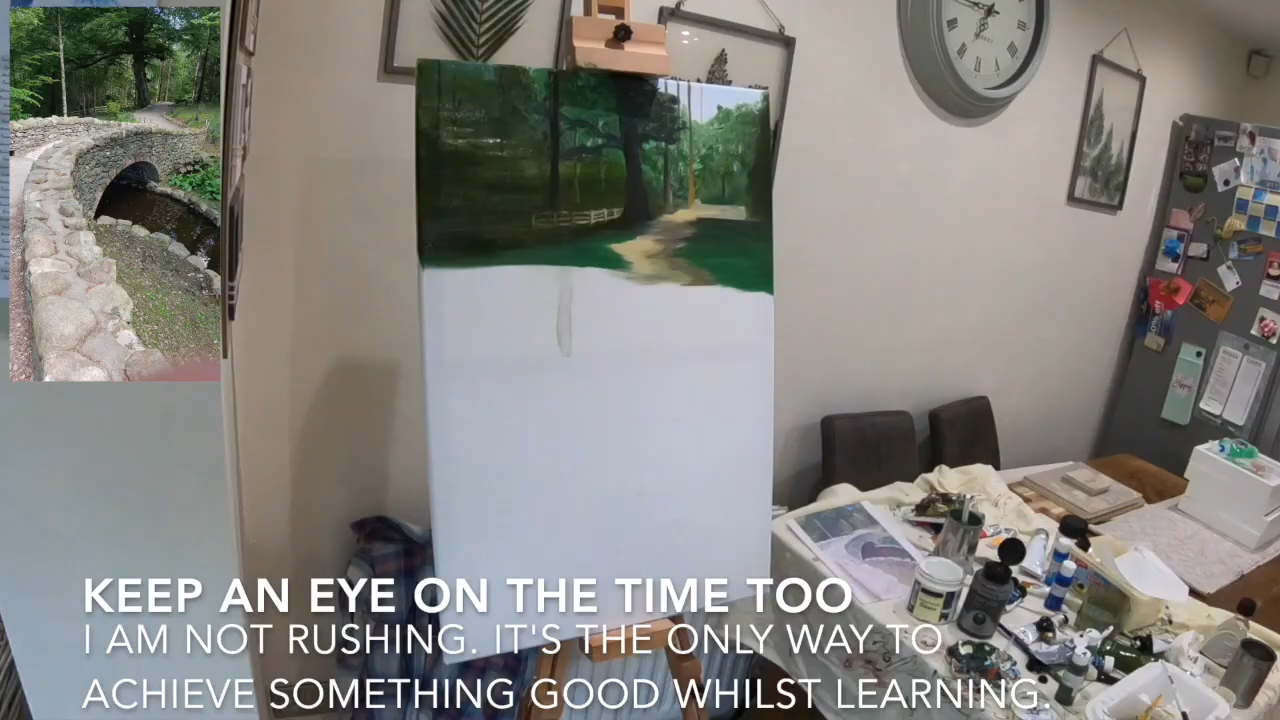 KEEP AN EYE ON THE TIME TOO
I AM NOT RUSHING. IT'S THE ONLY WAY TO
ACHIEVE SOMETHING GOOD WHILST LEARNING.